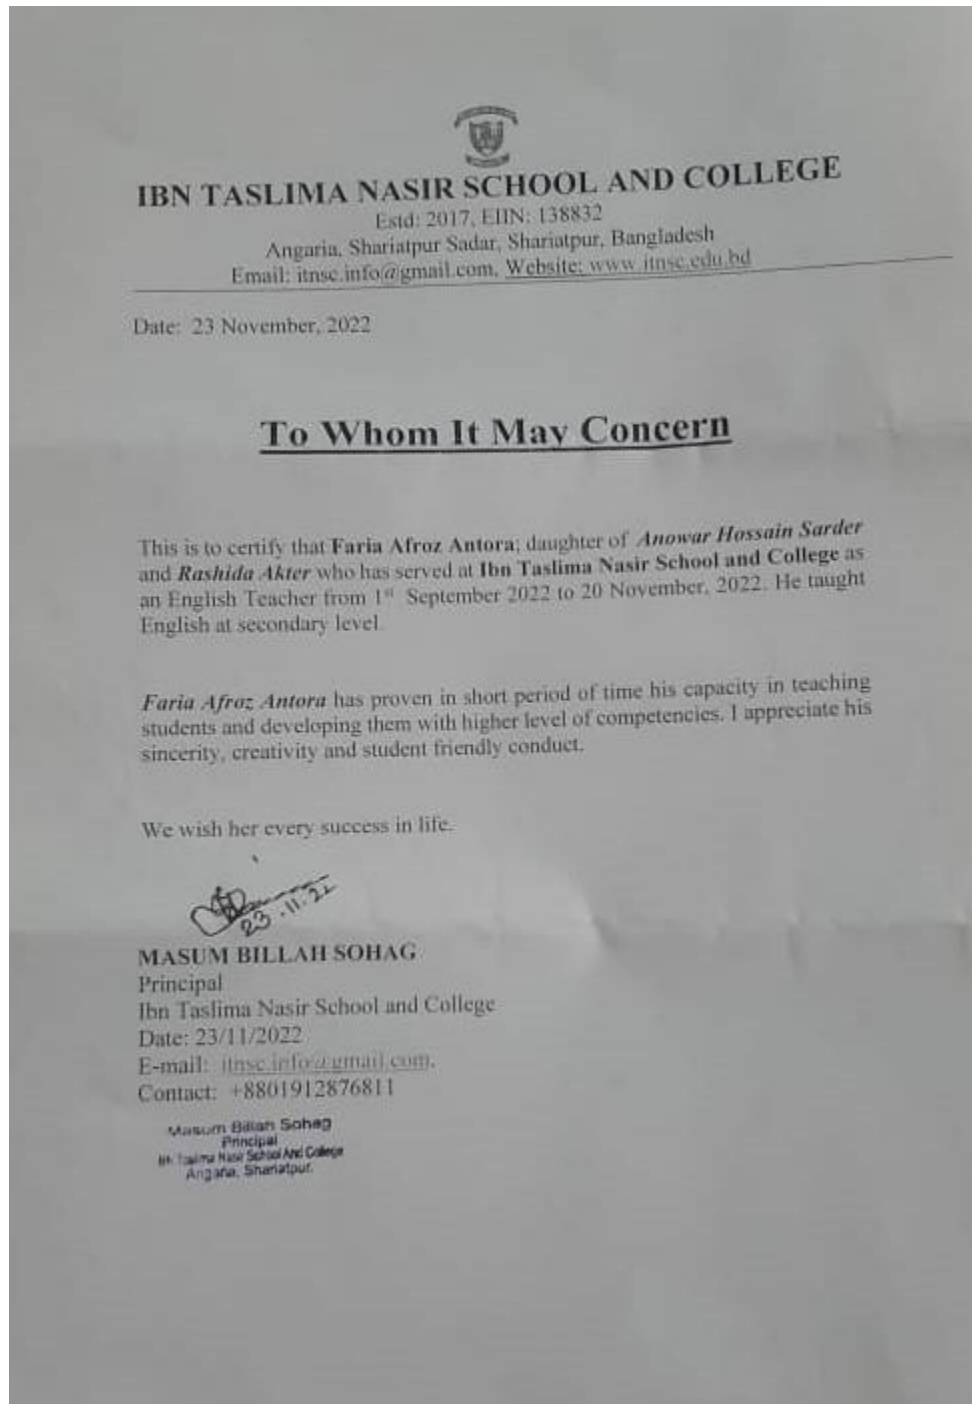 IBN TASLIMA NASIR SCHOOL AND COLLEGE
Estd: 2017, EIIN: 138832
Angaria, Shariatpur Sadar, Shariatpur, Bangladesh
Email: itnsc.info@gmail.com, Website: www.itnsc.edu.bd
Date: 23 November, 2022
To Whom It May Concern
This is to certify that Faria Afroz Antora; daughter of Anowar Hossain Sarder
and Rashida Akter who has served at Ibn Taslima Nasir School and College as
an English Teacher from 1st September 2022 to 20 November, 2022. He taught
English at secondary level.
Faria Afroz Antora has proven in short period of time his capacity in teaching
students and developing them with higher level of competencies. I appreciate his
sincerity, creativity and student friendly conduct.
We wish her every success in life.
23.11.22
MASUM BILLAH SOHAG
Principal
Ibn Taslima Nasir School and College
Date: 23/11/2022
E-mail: itnsc.info@gmail.com,
Contact: +8801912876811
Masum Billah Sohag
Principal
Ibn Taslima Nasir School And College
Angaria, Shariatpur.